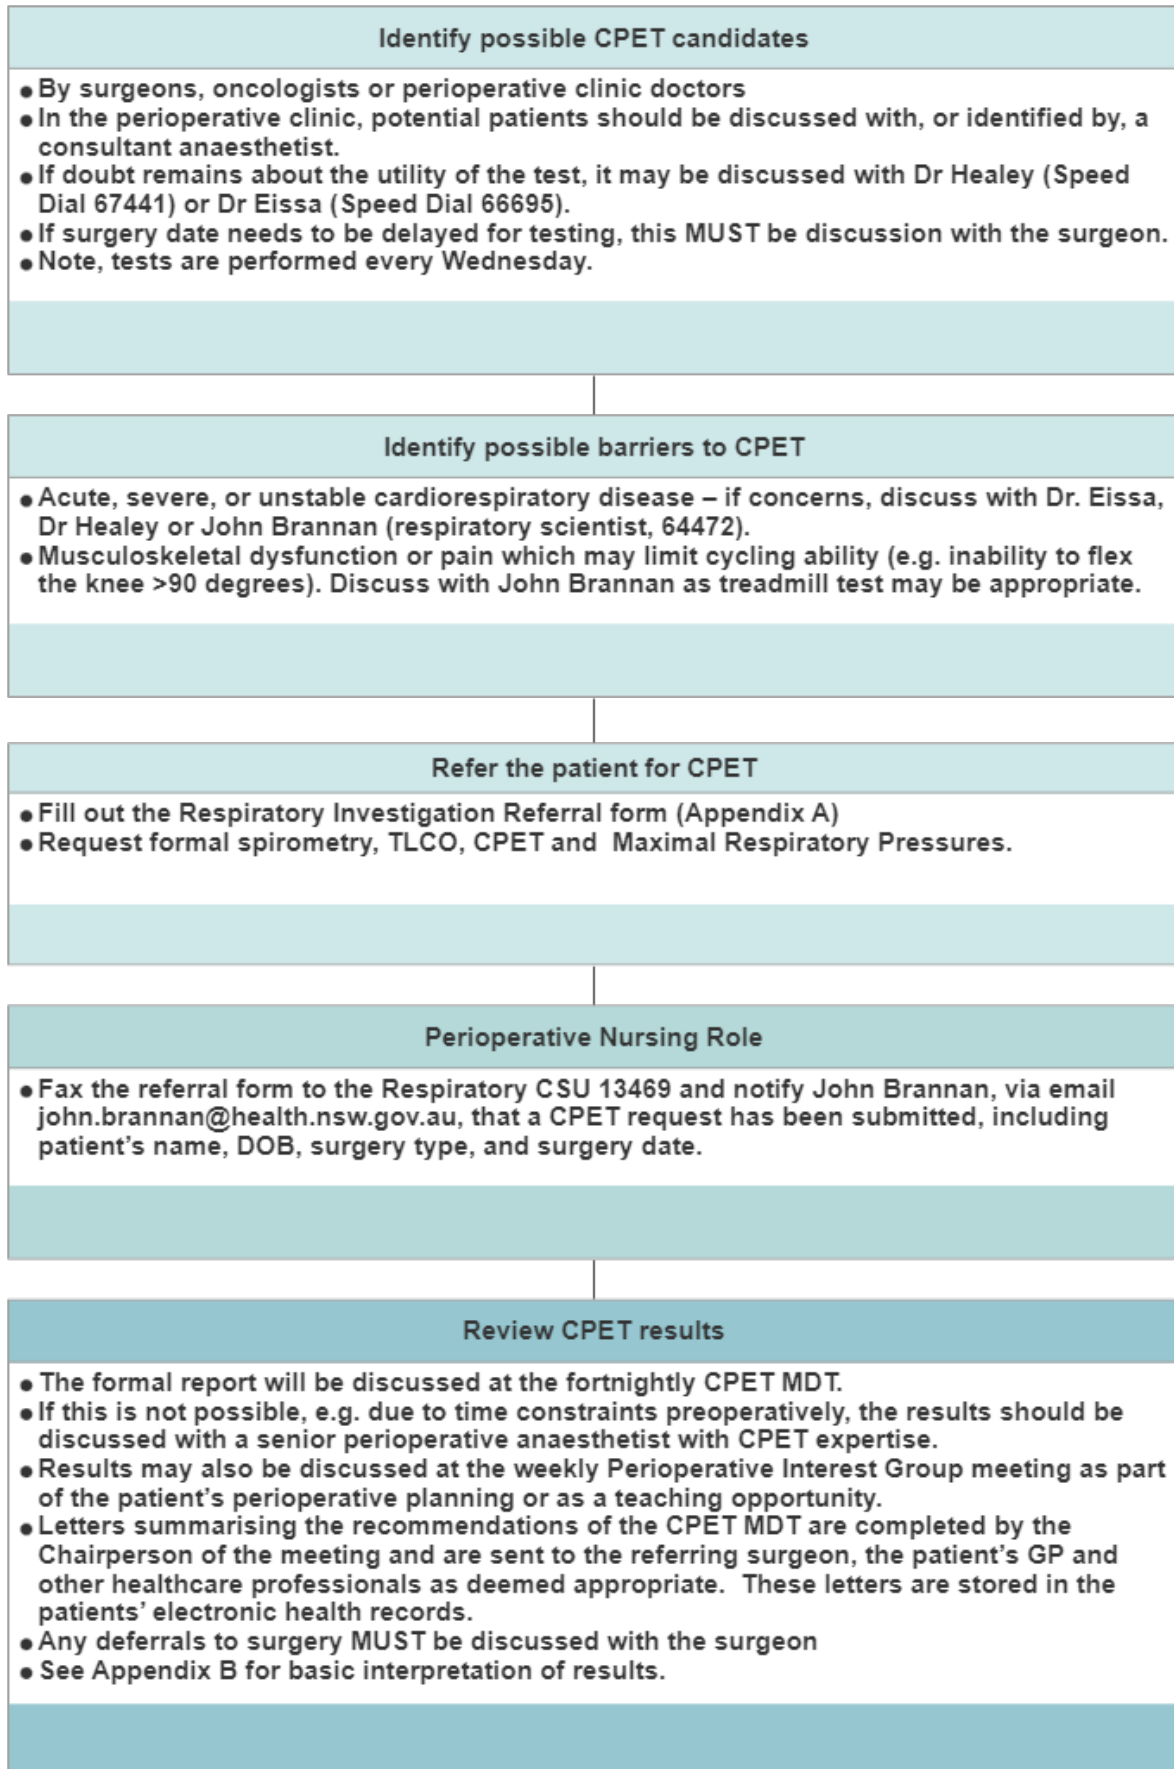 Identify possible CPET candidates
● By surgeons, oncologists or perioperative clinic doctors
● In the perioperative clinic, potential patients should be discussed with, or identified by, a
consultant anaesthetist.
● If doubt remains about the utility of the test, it may be discussed with Dr Healey (Speed
Dial 67441) or Dr Eissa (Speed Dial 66695).
● If surgery date needs to be delayed for testing, this MUST be discussion with the surgeon.
● Note, tests are performed every Wednesday.
Identify possible barriers to CPET
● Acute, severe, or unstable cardiorespiratory disease – if concerns, discuss with Dr. Eissa,
Dr Healey or John Brannan (respiratory scientist, 64472).
● Musculoskeletal dysfunction or pain which may limit cycling ability (e.g. inability to flex
the knee >90 degrees). Discuss with John Brannan as treadmill test may be appropriate.
Refer the patient for CPET
● Fill out the Respiratory Investigation Referral form (Appendix A)
● Request formal spirometry, TLCO, CPET and  Maximal Respiratory Pressures.
Perioperative Nursing Role
● Fax the referral form to the Respiratory CSU 13469 and notify John Brannan, via email
john.brannan@health.nsw.gov.au, that a CPET request has been submitted, including
patient’s name, DOB, surgery type, and surgery date.
Review CPET results
● The formal report will be discussed at the fortnightly CPET MDT.
● If this is not possible, e.g. due to time constraints preoperatively, the results should be
discussed with a senior perioperative anaesthetist with CPET expertise.
● Results may also be discussed at the weekly Perioperative Interest Group meeting as part
of the patient’s perioperative planning or as a teaching opportunity.
● Letters summarising the recommendations of the CPET MDT are completed by the
Chairperson of the meeting and are sent to the referring surgeon, the patient’s GP and
other healthcare professionals as deemed appropriate.  These letters are stored in the
patients’ electronic health records.
● Any deferrals to surgery MUST be discussed with the surgeon
● See Appendix B for basic interpretation of results.